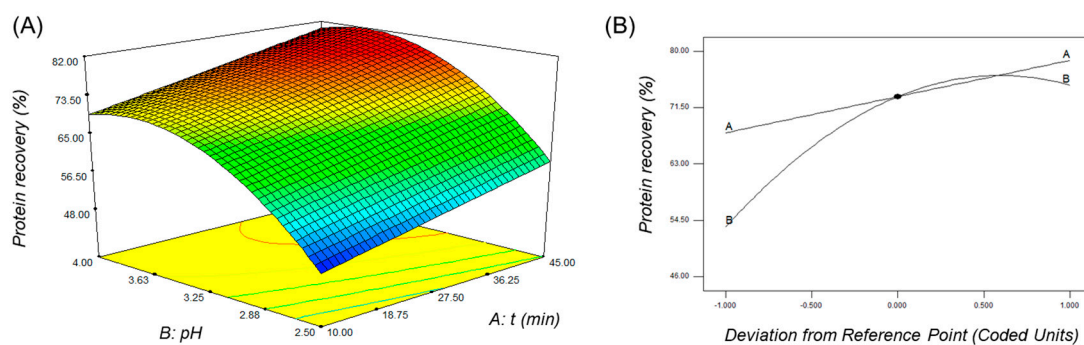 (A)
Protein recovery (%)
82.00
73.50
65.00
56.50
48.00
4.00
3.63
3.25
2.88
2.50
B: pH
10.00
18.75
27.50
36.25
45.00
A: t (min)
(B)
Protein recovery (%)
80.00
71.50
63.00
54.50
46.00
A
B
A
B
-1.000
-0.500
0.000
0.500
1.000
Deviation from Reference Point (Coded Units)